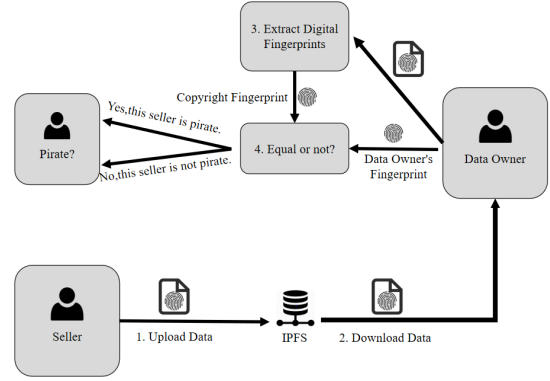 3. Extract Digital
Fingerprints
Copyright Fingerprint
Yes,this seller is pirate.
Pirate?
No,this seller is not pirate.
4. Equal or not?
Data Owner's
Fingerprint
Data Owner
Seller
1. Upload Data
IPFS
2. Download Data